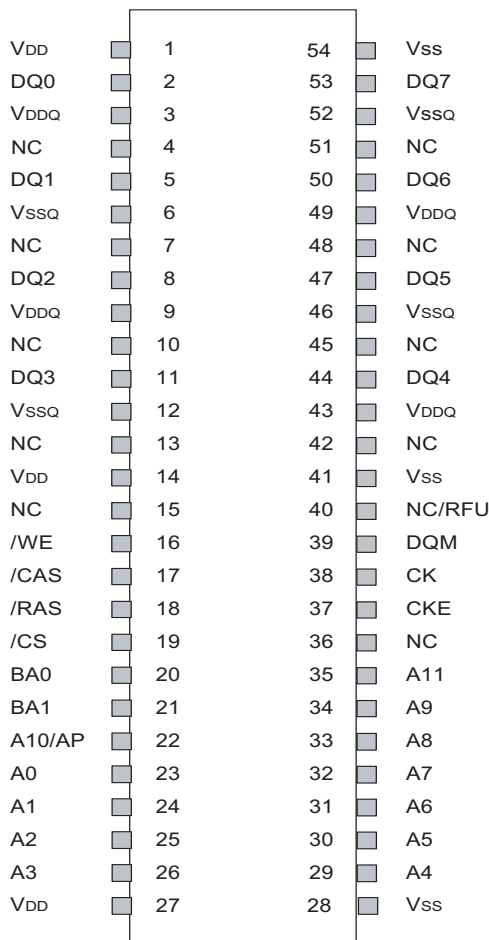 VDD 1 54 Vss
DQ0 2 53 DQ7
VDDQ 3 52 VssQ
NC 4 51 NC
DQ1 5 50 DQ6
VSSQ 6 49 VDDQ
NC 7 48 NC
DQ2 8 47 DQ5
VDDQ 9 46 VSSQ
NC 10 45 NC
DQ3 11 44 DQ4
VSSQ 12 43 VDDQ
NC 13 42 NC
VDD 14 41 VSS
NC 15 40 NC/RFU
/WE 16 39 DQM
/CAS 17 38 CK
/RAS 18 37 CKE
/CS 19 36 NC
BA0 20 35 A11
BA1 21 34 A9
A10/AP 22 33 A8
A0 23 32 A7
A1 24 31 A6
A2 25 30 A5
A3 26 29 A4
VDD 27 28 VSS